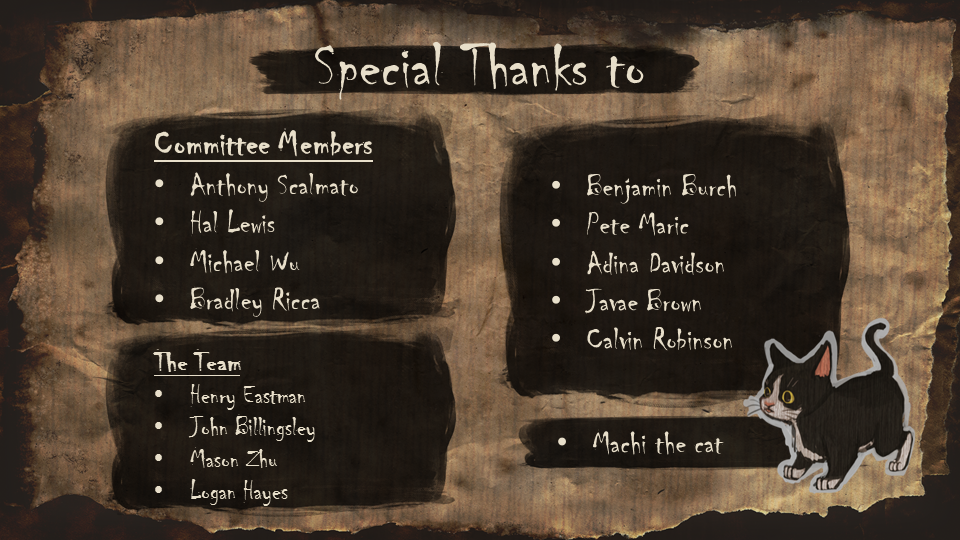 Special Thanks to
Committee Members
• Anthony Scalmato
• Hal Lewis
• Michael Wu
• Bradley Ricca
The Team
• Henry Eastman
• John Billingsley
• Mason Zhu
• Logan Hayes
• Benjamin Burch
• Pete Maric
• Adina Davidson
• Javae Brown
• Calvin Robinson
• Machi the cat